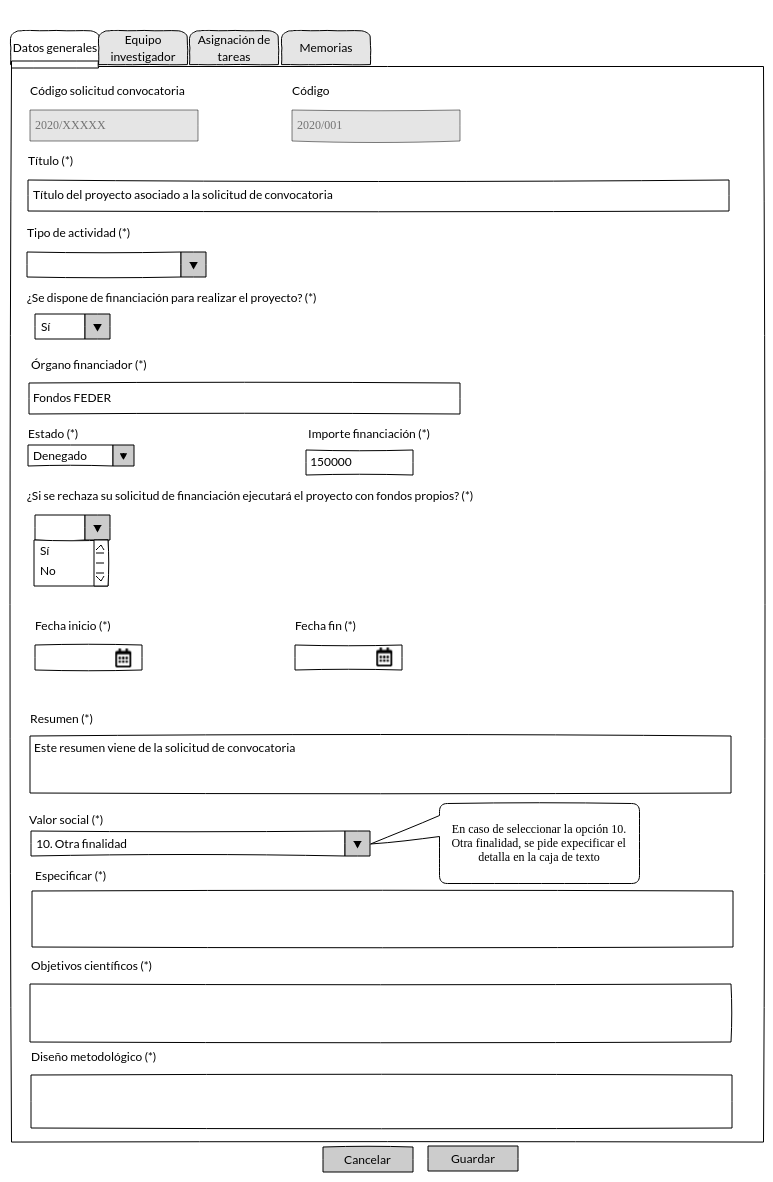 Datos generales
Equipo
investigador
Asignación de
tareas
Memorias
Código solicitud convocatoria
Código
2020/XXXXX
2020/001
Título (*)
Título del proyecto asociado a la solicitud de convocatoria
Tipo de actividad (*)
¿Se dispone de financiación para realizar el proyecto? (*)
Sí
Órgano financiador (*)
Fondos FEDER
Estado (*)
Importe financiación (*)
Denegado
150000
¿Si se rechaza su solicitud de financiación ejecutará el proyecto con fondos propios? (*)
Sí
No
Fecha inicio (*)
Fecha fin (*)
Resumen (*)
Este resumen viene de la solicitud de convocatoria
Valor social (*)
10. Otra finalidad
En caso de seleccionar la opción 10.
Otra finalidad, se pide expecificar el
detalla en la caja de texto
Especificar (*)
Objetivos científicos (*)
Diseño metodológico (*)
Cancelar
Guardar